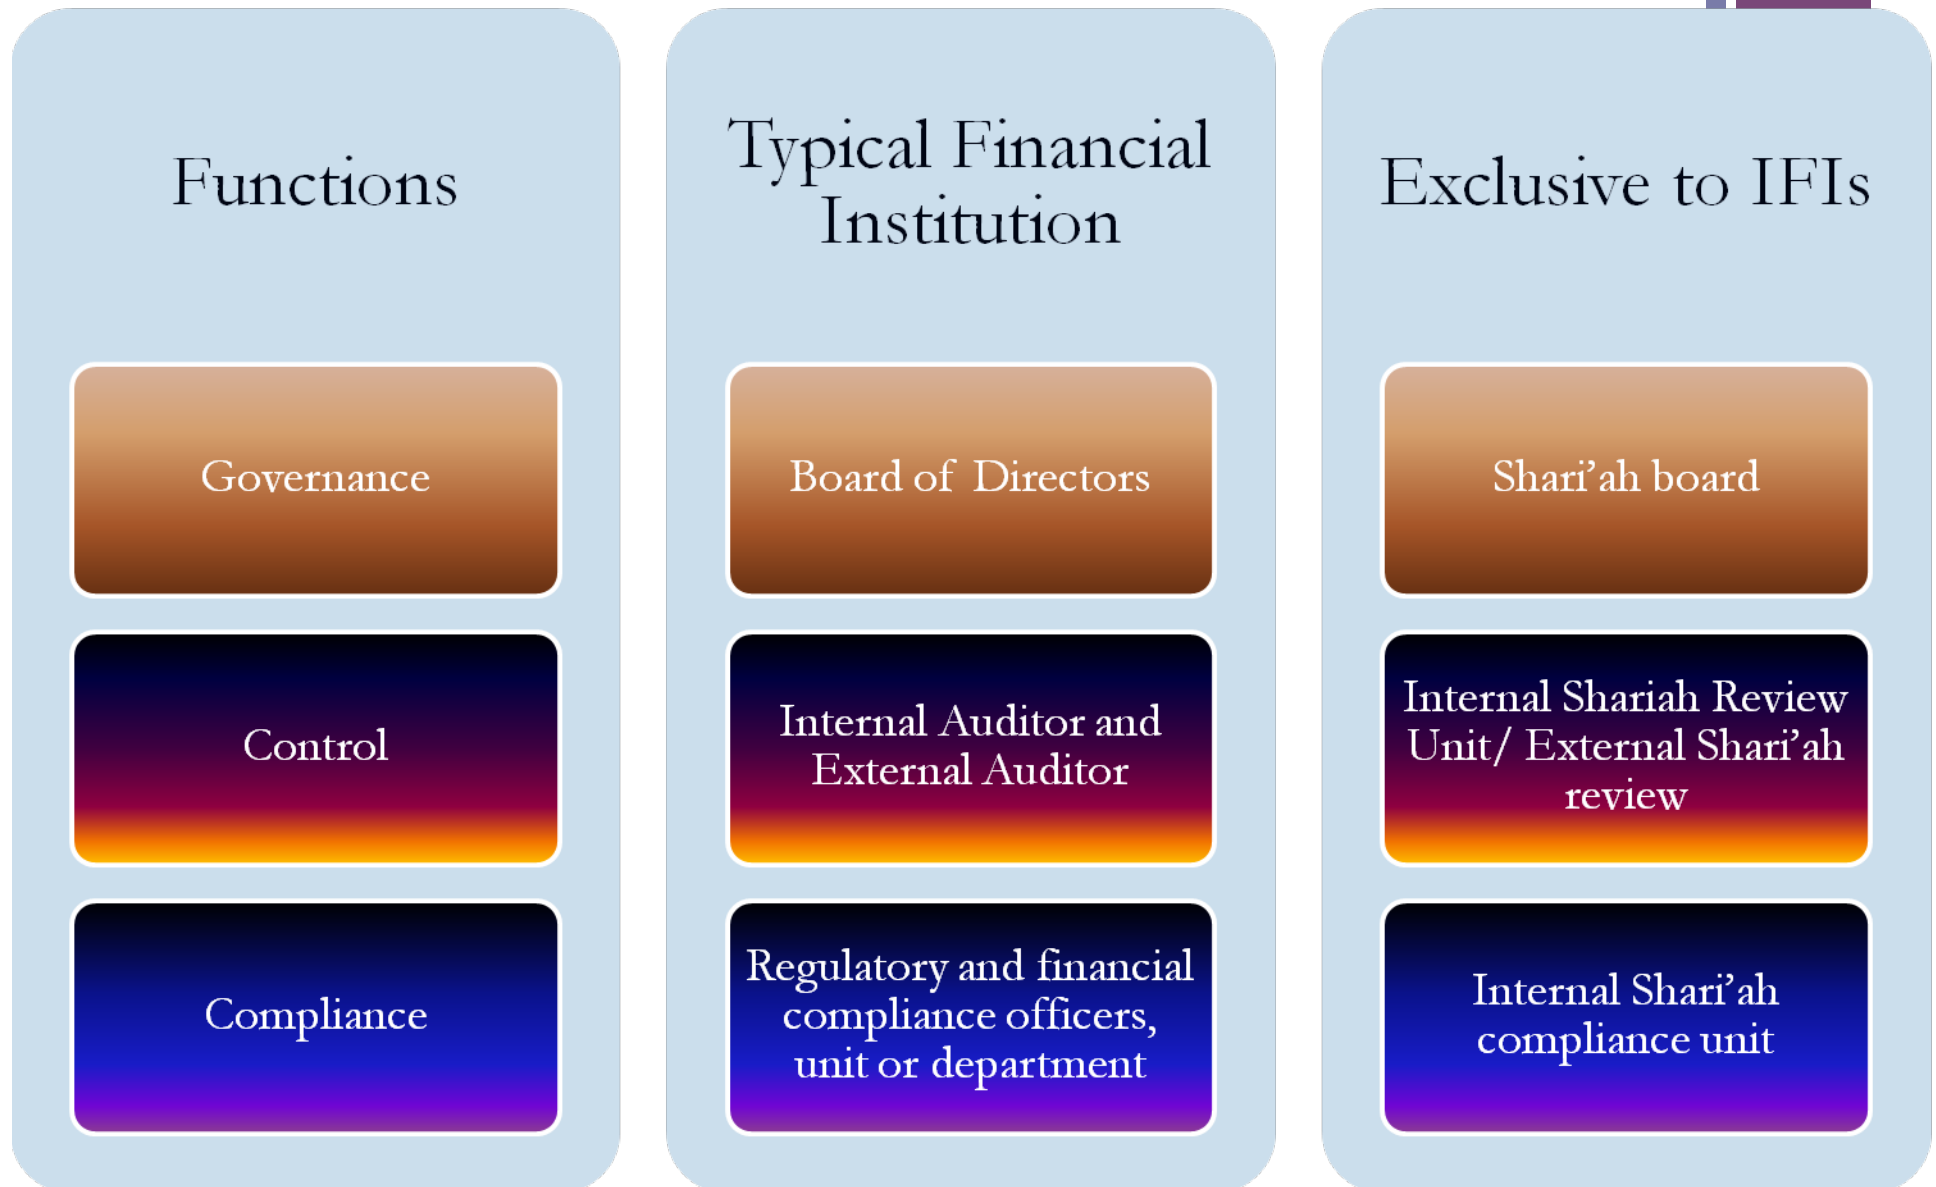 Functions
Governance
Control
Compliance
Typical Financial
Institution
Board of Directors
Internal Auditor and
External Auditor
Regulatory and financial
compliance officers,
unit or department
Exclusive to IFIs
Shari’ah board
Internal Shariah Review
Unit/ External Shari’ah
review
Internal Shari’ah
compliance unit